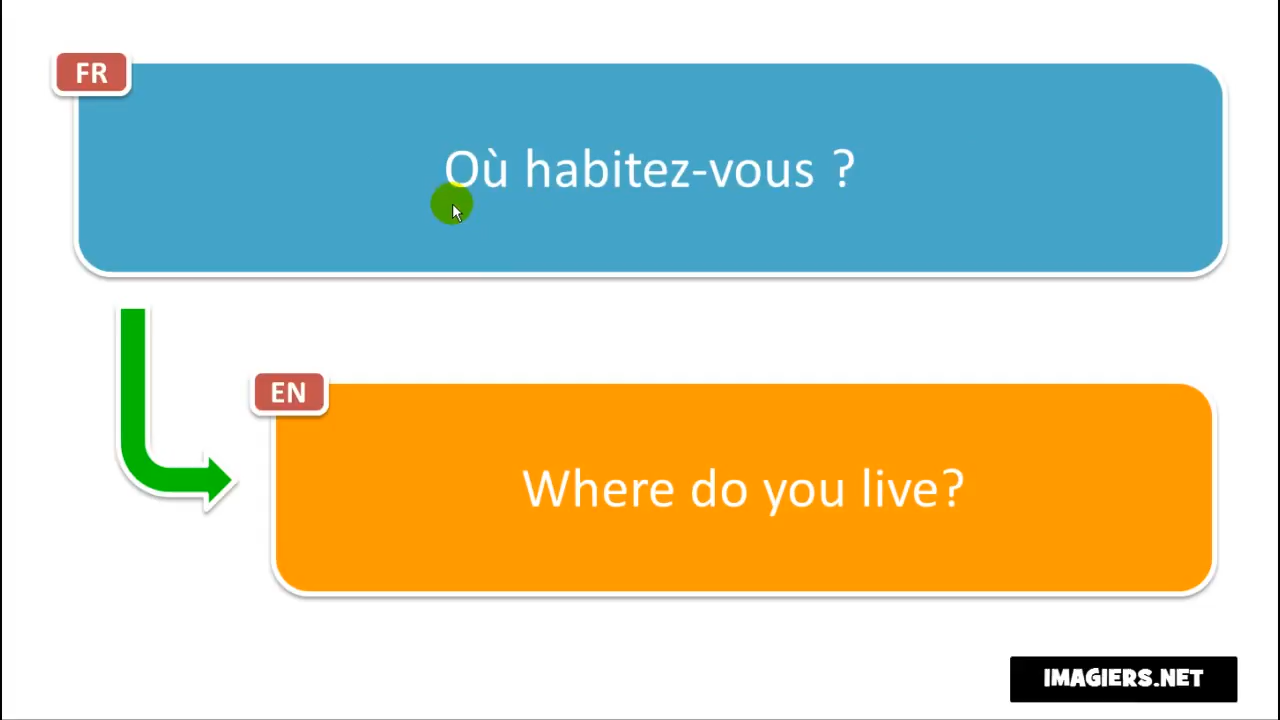 FR
Où habitez-vous ?
EN
Where do you live?
IMAGIERS.NET